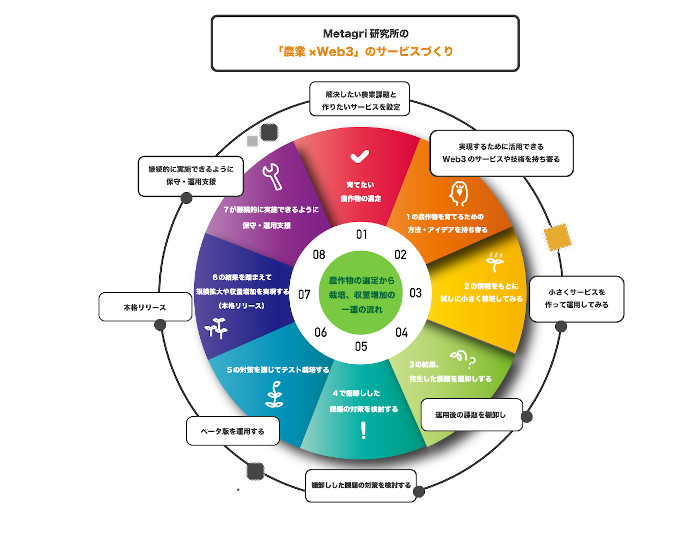 Metagri 研究所の
「農業 ×Web3」のサービスづくり
解決したい農業課題と
作りたいサービスを設定
実現するために活用できる
Web3 のサービスや技術を持ち寄る
小さくサービスを
作って運用してみる
運用後の課題を棚卸し
棚卸しした課題の対策を検討する
ベータ版を運用する
本格リリース
継続的に実施できるように
保守・運用支援
育てたい
農作物の選定
1 の農作物を育てるための
方法・アイデアを持ち寄る
2 の情報をもとに
試しに小さく栽培してみる
3 の結果、
発生した課題を棚卸しする
4 で棚卸しした
課題の対策を検討する
!
5 の対策を講じてテスト栽培する
6 の結果を踏まえて
規模拡大や収量増加を実現する
(本格リリース)
7 が継続的に実施できるように
保守・運用支援
01
02
03
04
05
06
07
08
農作物の選定から
栽培、収量増加の
一連の流れ